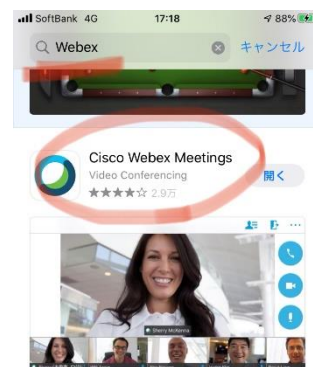 SoftBank 4G 17:18 88%
Webex キャンセル
Cisco Webex Meetings
Video Conferencing
開く
★★★★☆ 2.9万
Sherry McKenna